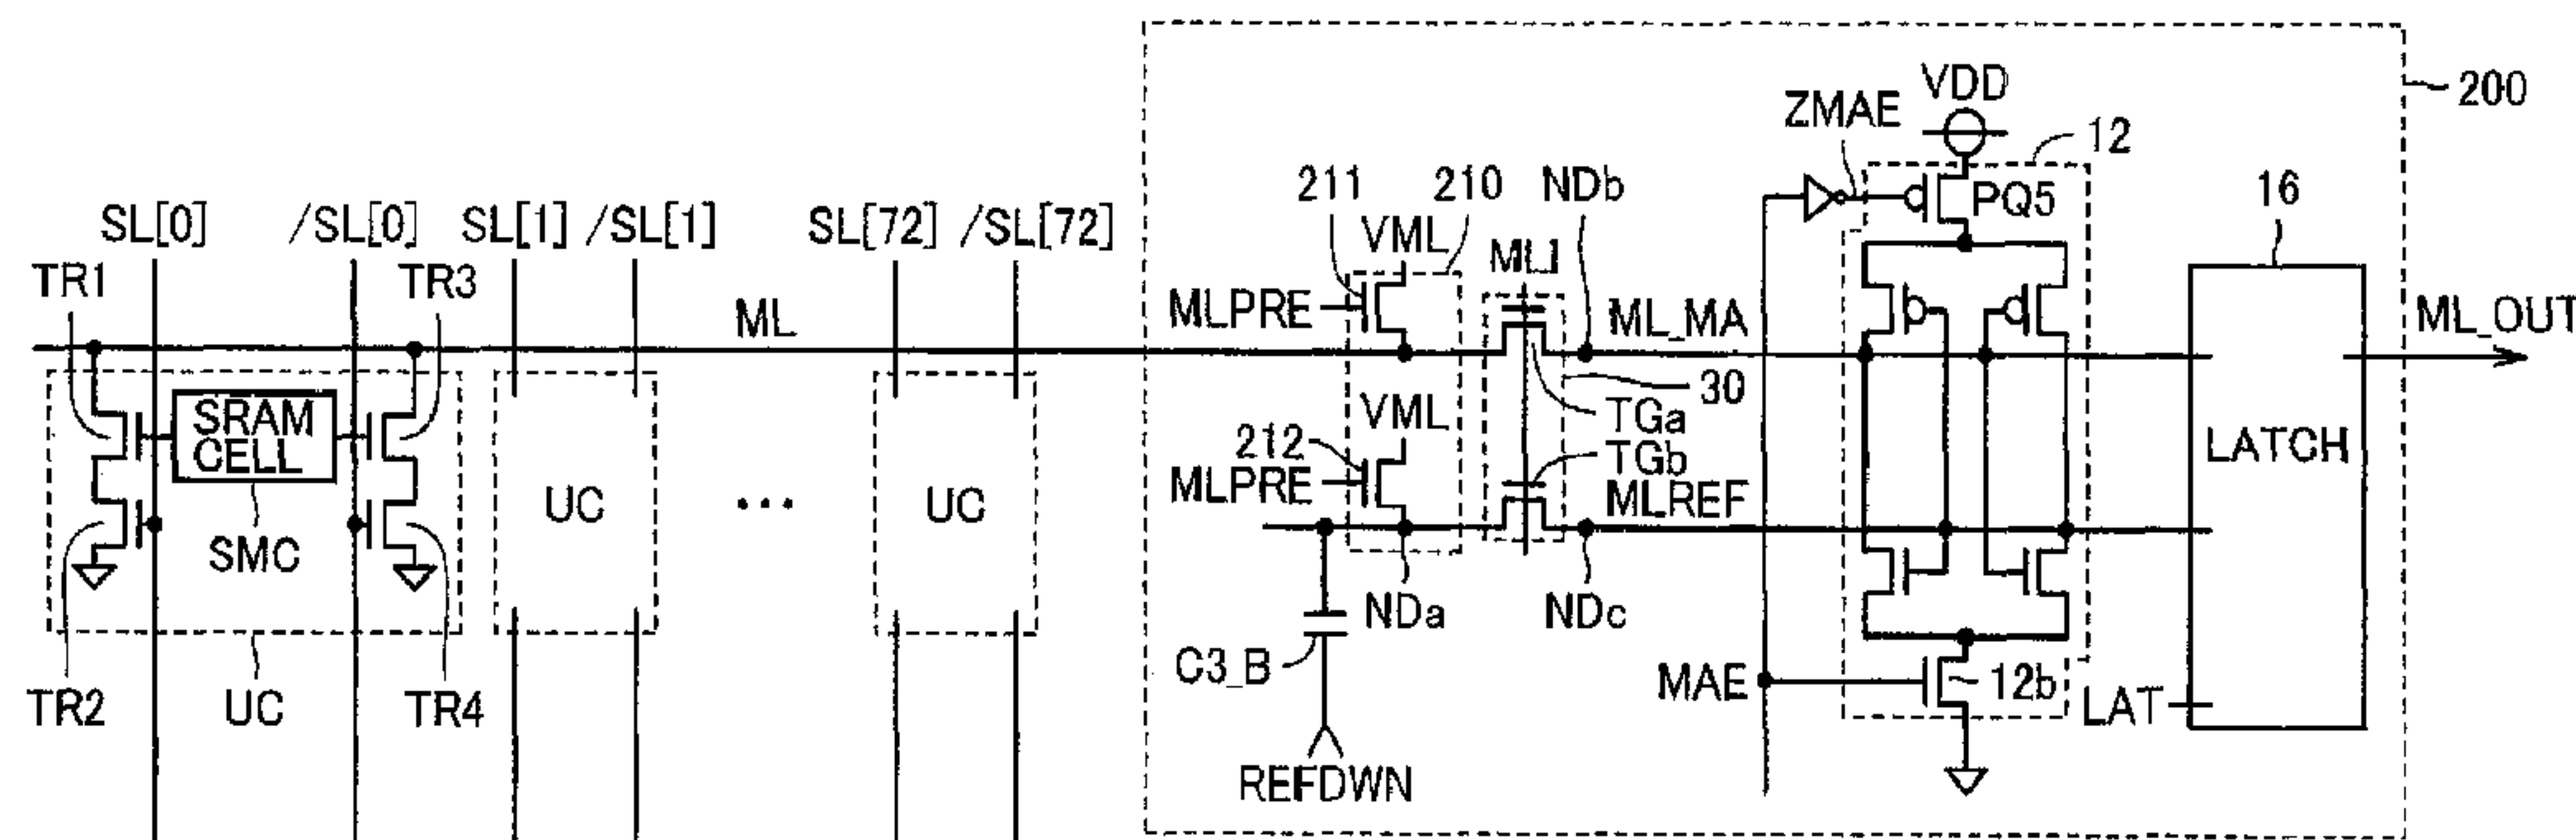 VDD
200
ZMAE
12
211
210
NDb
PQ5
16
SL[0]
/SL[0]
SL[1]
/SL[1]
SL[72]
/SL[72]
VML
MLI
TR1
TR3
ML
MLPRE
ML_MA
ML_OUT
30
SRAM
CELL
VML
TGa
212
TGb
LATCH
UC
...
UC
MLPRE
MLREF
SMC
NDa
NDc
C3_B
MAE
12b
LAT
TR2
UC
TR4
REFDWN